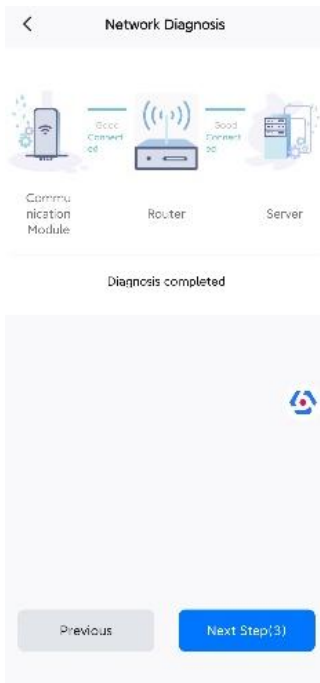 Network Diagnosis
Good
Connect
ed
Good
Connect
ed
Commu
nication
Module
Router
Server
Diagnosis completed
Previous
Next Step(3)